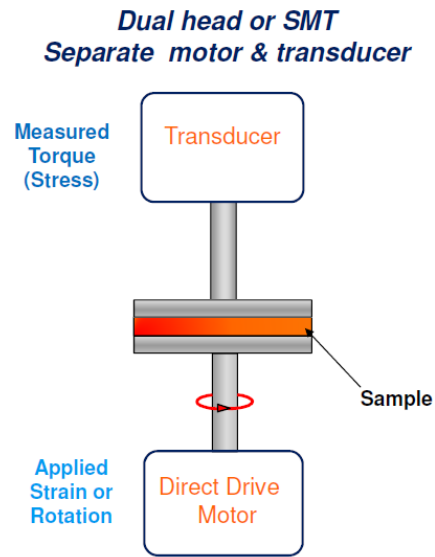 Dual head or SMT
Separate motor & transducer
Measured
Torque
(Stress)
Transducer
Sample
Applied
Strain or
Rotation
Direct Drive
Motor